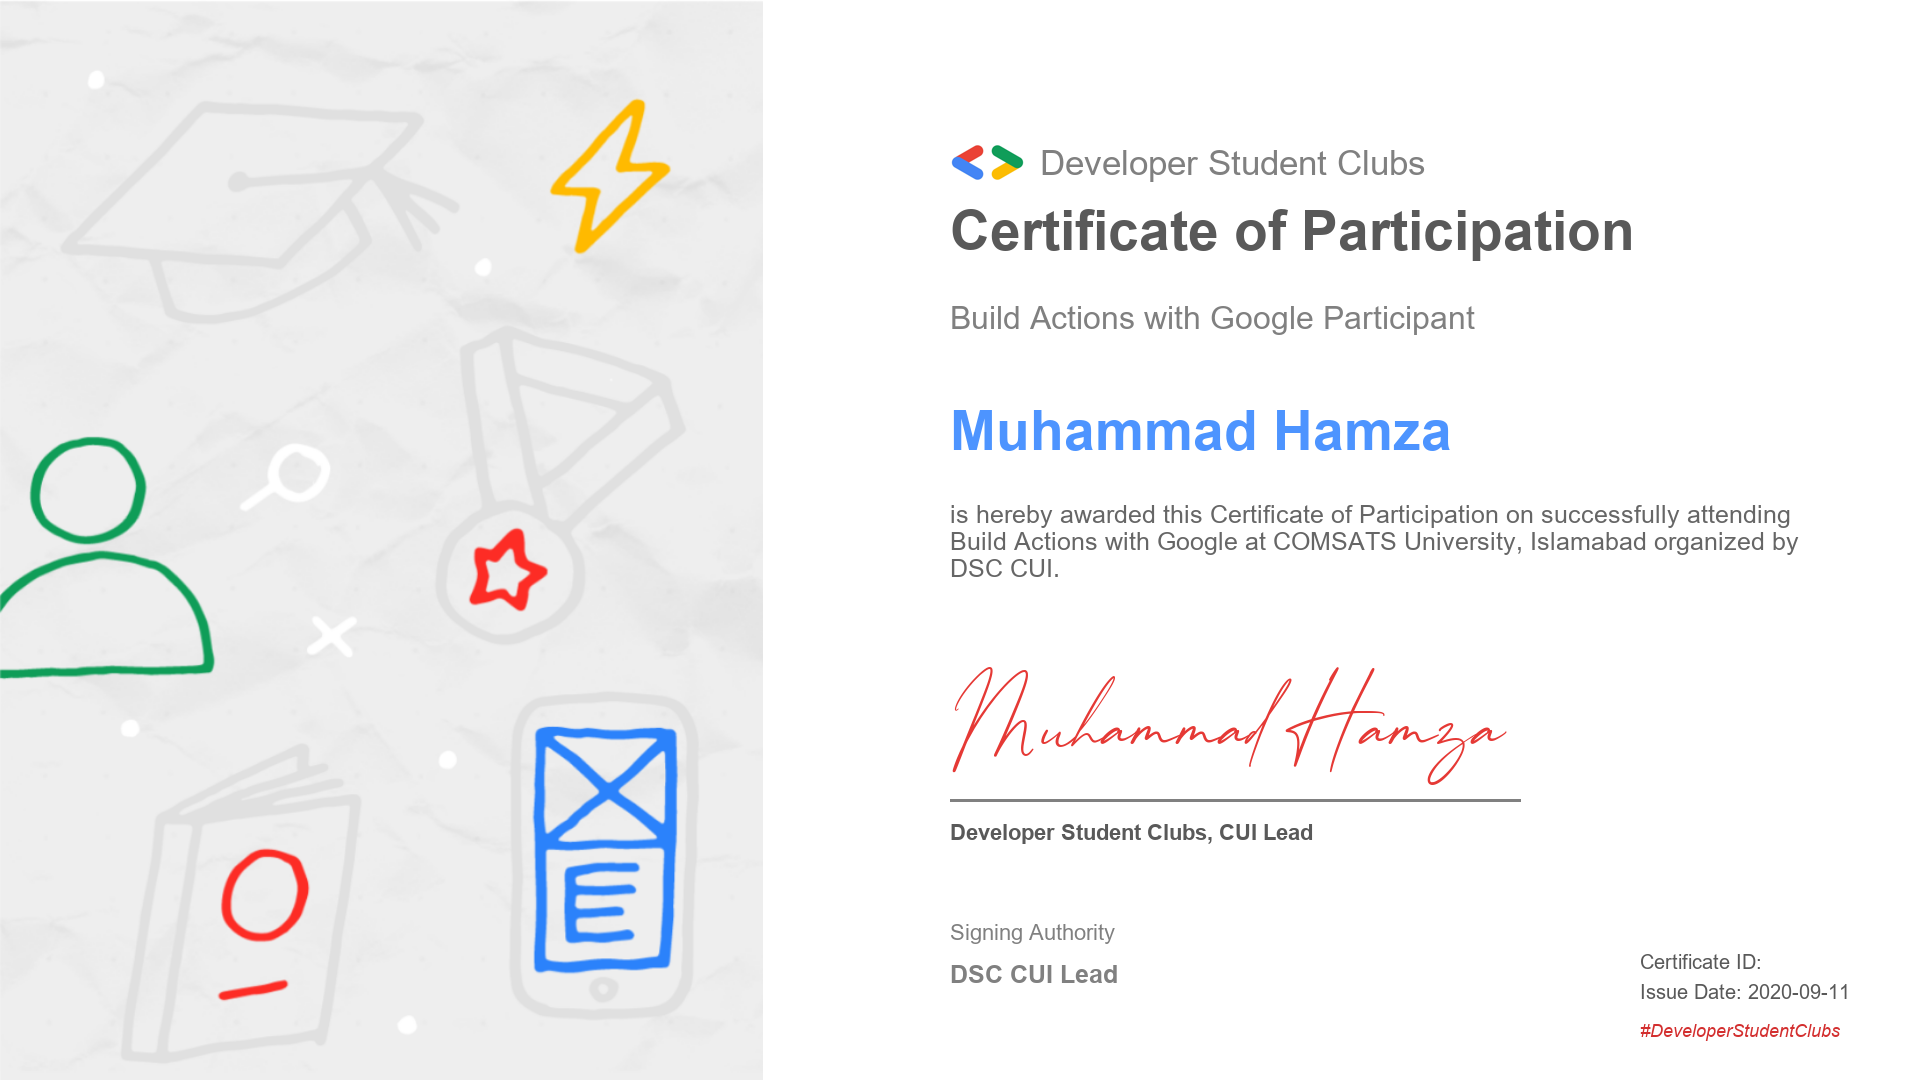 Developer Student Clubs
Certificate of Participation
Build Actions with Google Participant
Muhammad Hamza
is hereby awarded this Certificate of Participation on successfully attending
Build Actions with Google at COMSATS University, Islamabad organized by
DSC CUI.
Muhammad Hamza
Developer Student Clubs, CUI Lead
Signing Authority
DSC CUI Lead
Certificate ID:
Issue Date: 2020-09-11
#DeveloperStudentClubs